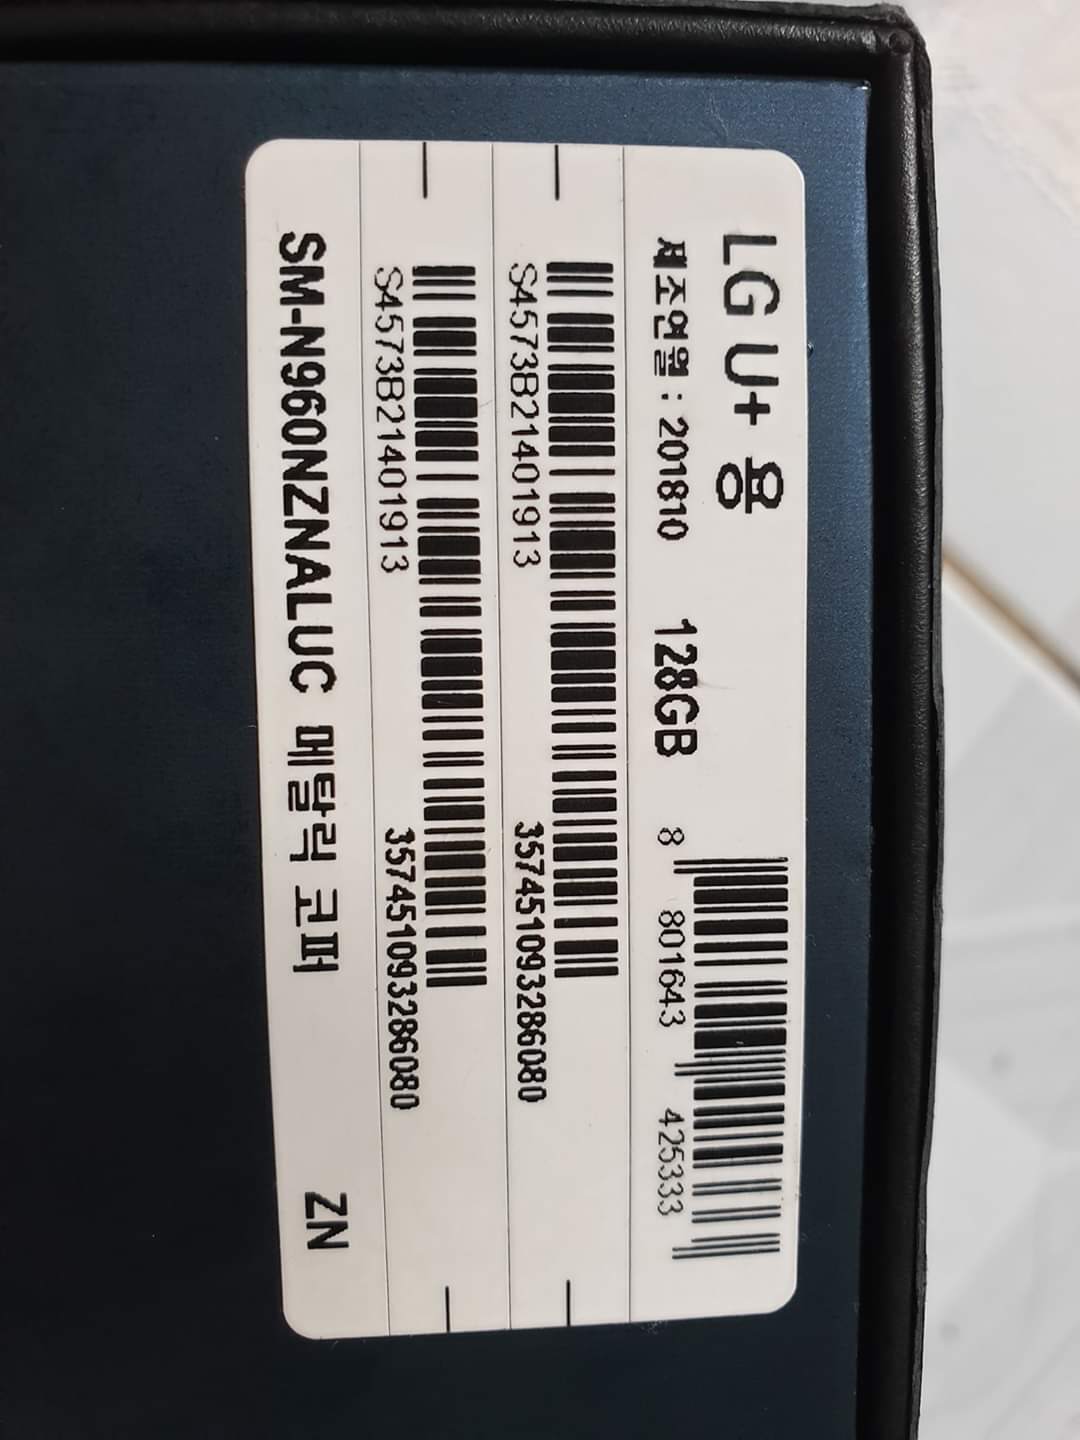 LG U+ 용
제조연월 : 201810 128GB
8 801643 425333
S4573B21401913 357451093286080
S4573B21401913 357451093286080
SM-N960NZNALUC 메탈릭 코퍼 ZN